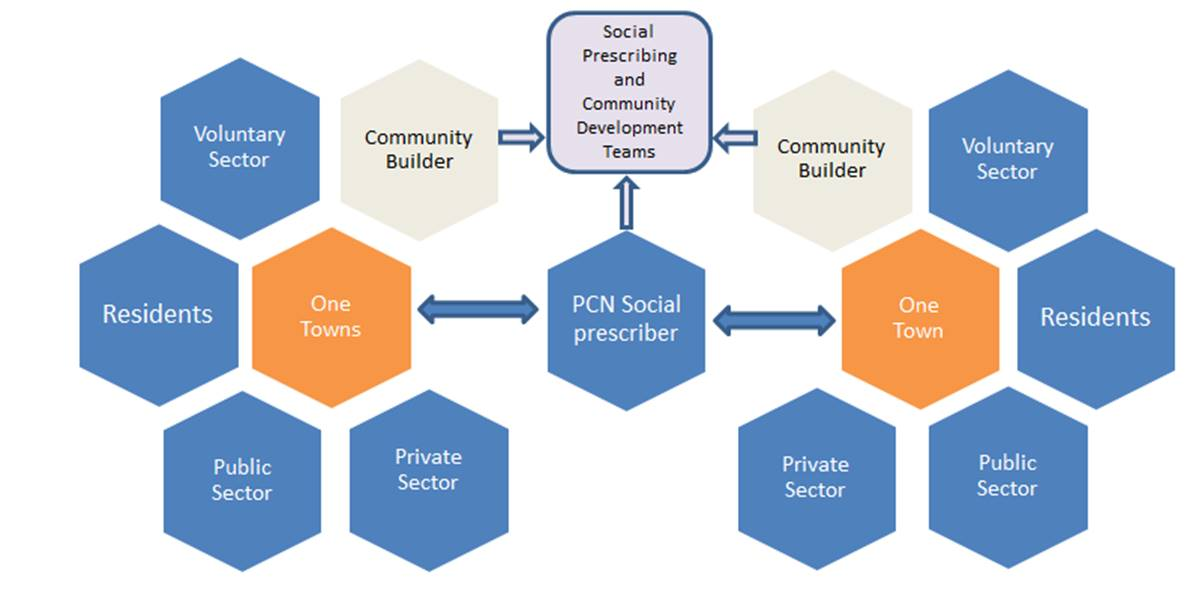 Social
Prescribing
and
Community
Development
Teams
Voluntary
Sector
Community
Builder
Community
Builder
Voluntary
Sector
Residents
One
Towns
PCN Social
prescriber
One
Town
Residents
Public
Sector
Private
Sector
Private
Sector
Public
Sector